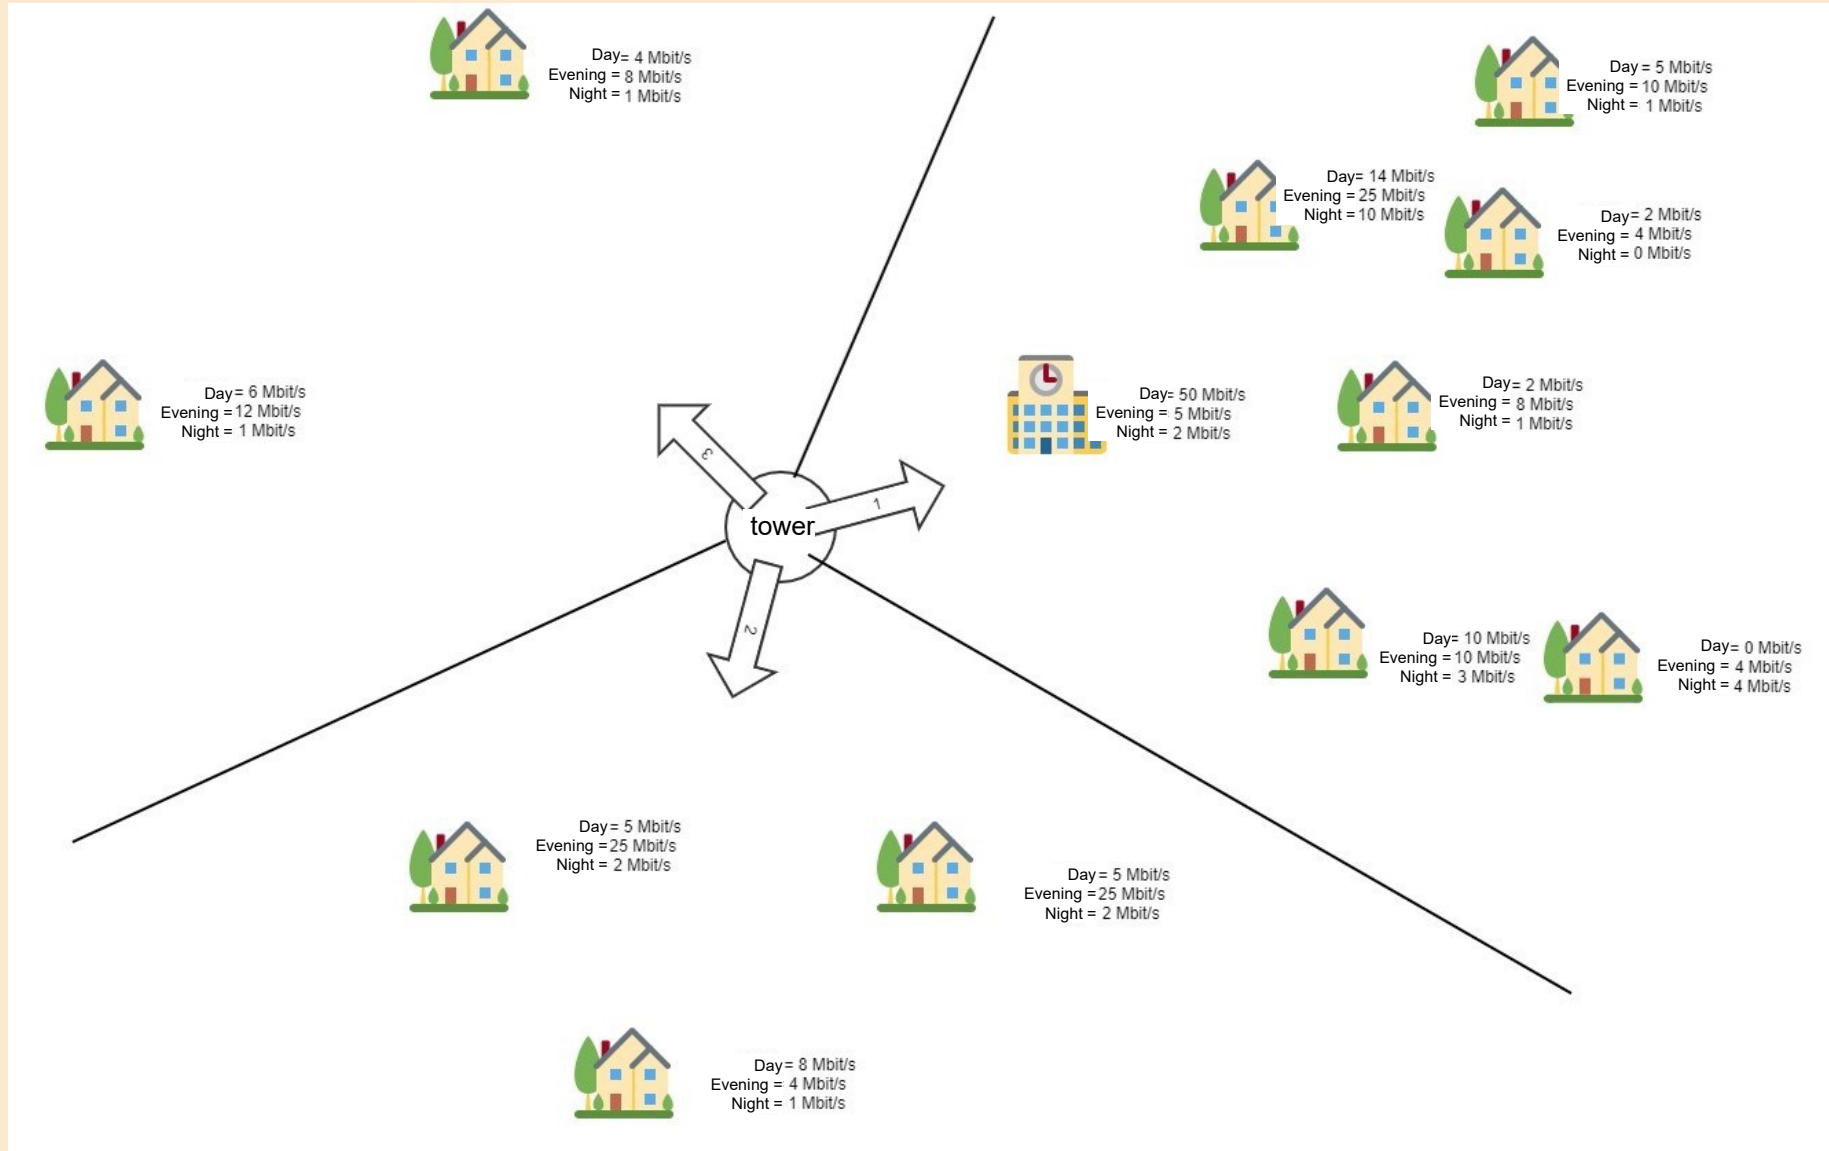 Day= 4 Mbit/s
Evening = 8 Mbit/s
Night = 1 Mbit/s
Day = 5 Mbit/s
Evening = 10 Mbit/s
Night = 1 Mbit/s
Day= 14 Mbit/s
Evening = 25 Mbit/s
Night = 10 Mbit/s
Day= 2 Mbit/s
Evening = 4 Mbit/s
Night = 0 Mbit/s
Day= 6 Mbit/s
Evening = 12 Mbit/s
Night = 1 Mbit/s
Day= 50 Mbit/s
Evening = 5 Mbit/s
Night = 2 Mbit/s
Day= 2 Mbit/s
Evening = 8 Mbit/s
Night = 1 Mbit/s
3
1
tower
2
Day= 10 Mbit/s
Evening = 10 Mbit/s
Night = 3 Mbit/s
Day= 0 Mbit/s
Evening = 4 Mbit/s
Night = 4 Mbit/s
Day= 5 Mbit/s
Evening = 25 Mbit/s
Night = 2 Mbit/s
Day= 5 Mbit/s
Evening = 25 Mbit/s
Night = 2 Mbit/s
Day= 8 Mbit/s
Evening = 4 Mbit/s
Night = 1 Mbit/s